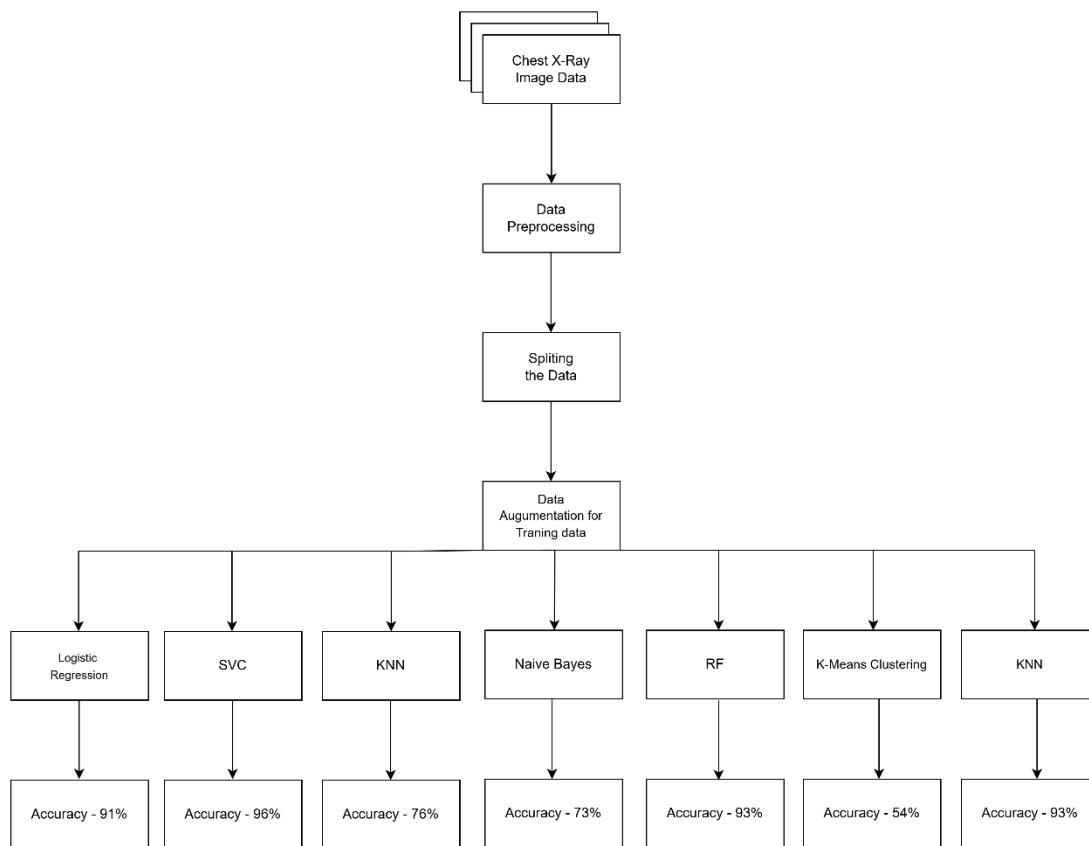 Chest X-Ray
Image Data
Data
Preprocessing
Spliting
the Data
Data
Augumentation for
Traning data
Logistic
Regression
SVC
KNN
Naive Bayes
RF
K-Means Clustering
KNN
Accuracy - 91%
Accuracy - 96%
Accuracy - 76%
Accuracy - 73%
Accuracy - 93%
Accuracy - 54%
Accuracy - 93%